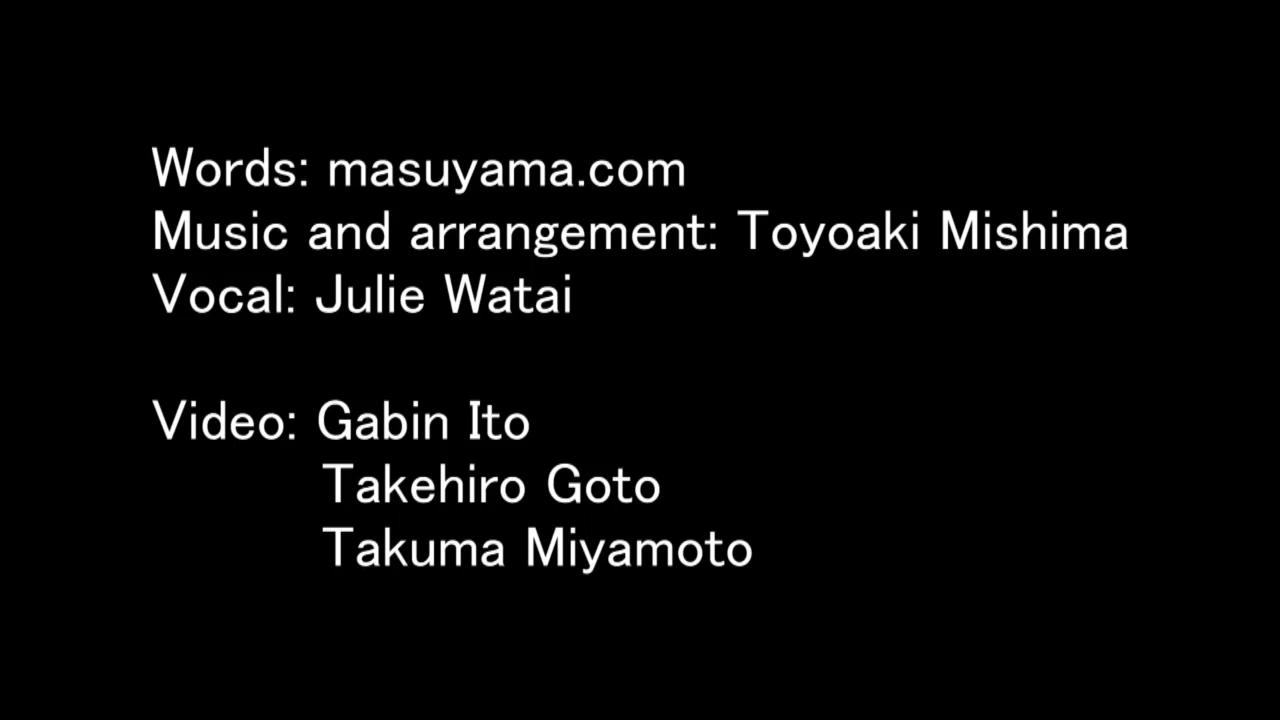 Words: masuyama.com
Music and arrangement: Toyoaki Mishima
Vocal: Julie Watai
Video: Gabin Ito
Takehiro Goto
Takuma Miyamoto